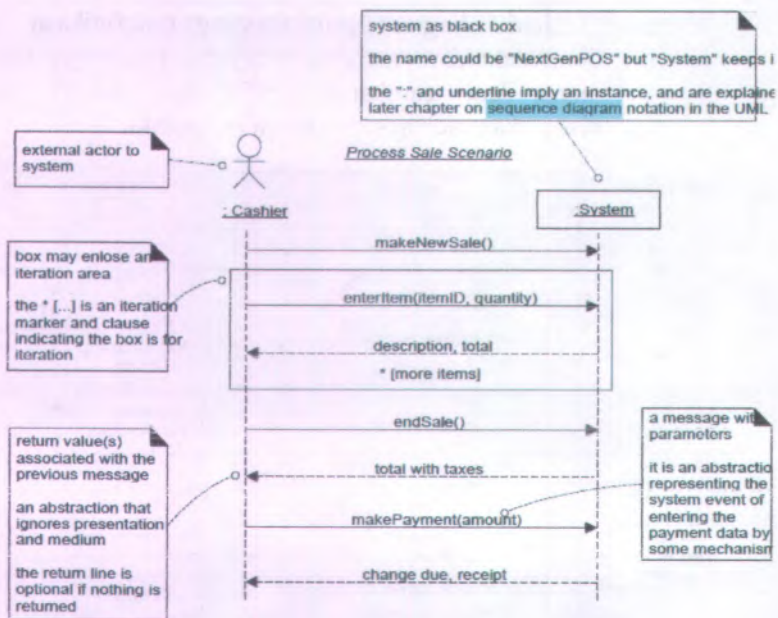 system as black box
the name could be "NextGenPOS" but "System" keeps i
the ":" and underline imply an instance, and are explaine
later chapter on sequence diagram notation in the UML
external actor to
system
Process Sale Scenario
: Cashier
:System
makeNewSale()
box may enlose an
iteration area
the * [...] is an iteration
marker and clause
indicating the box is for
iteration
enterItem(itemID, quantity)
description, total
* [more items]
endSale()
return value(s)
associated with the
previous message
an abstraction that
ignores presentation
and medium
the return line is
optional if nothing is
returned
total with taxes
makePayment(amount)
change due, receipt
a message with
parameters
it is an abstractio
representing the
system event of
entering the
payment data by
some mechanism